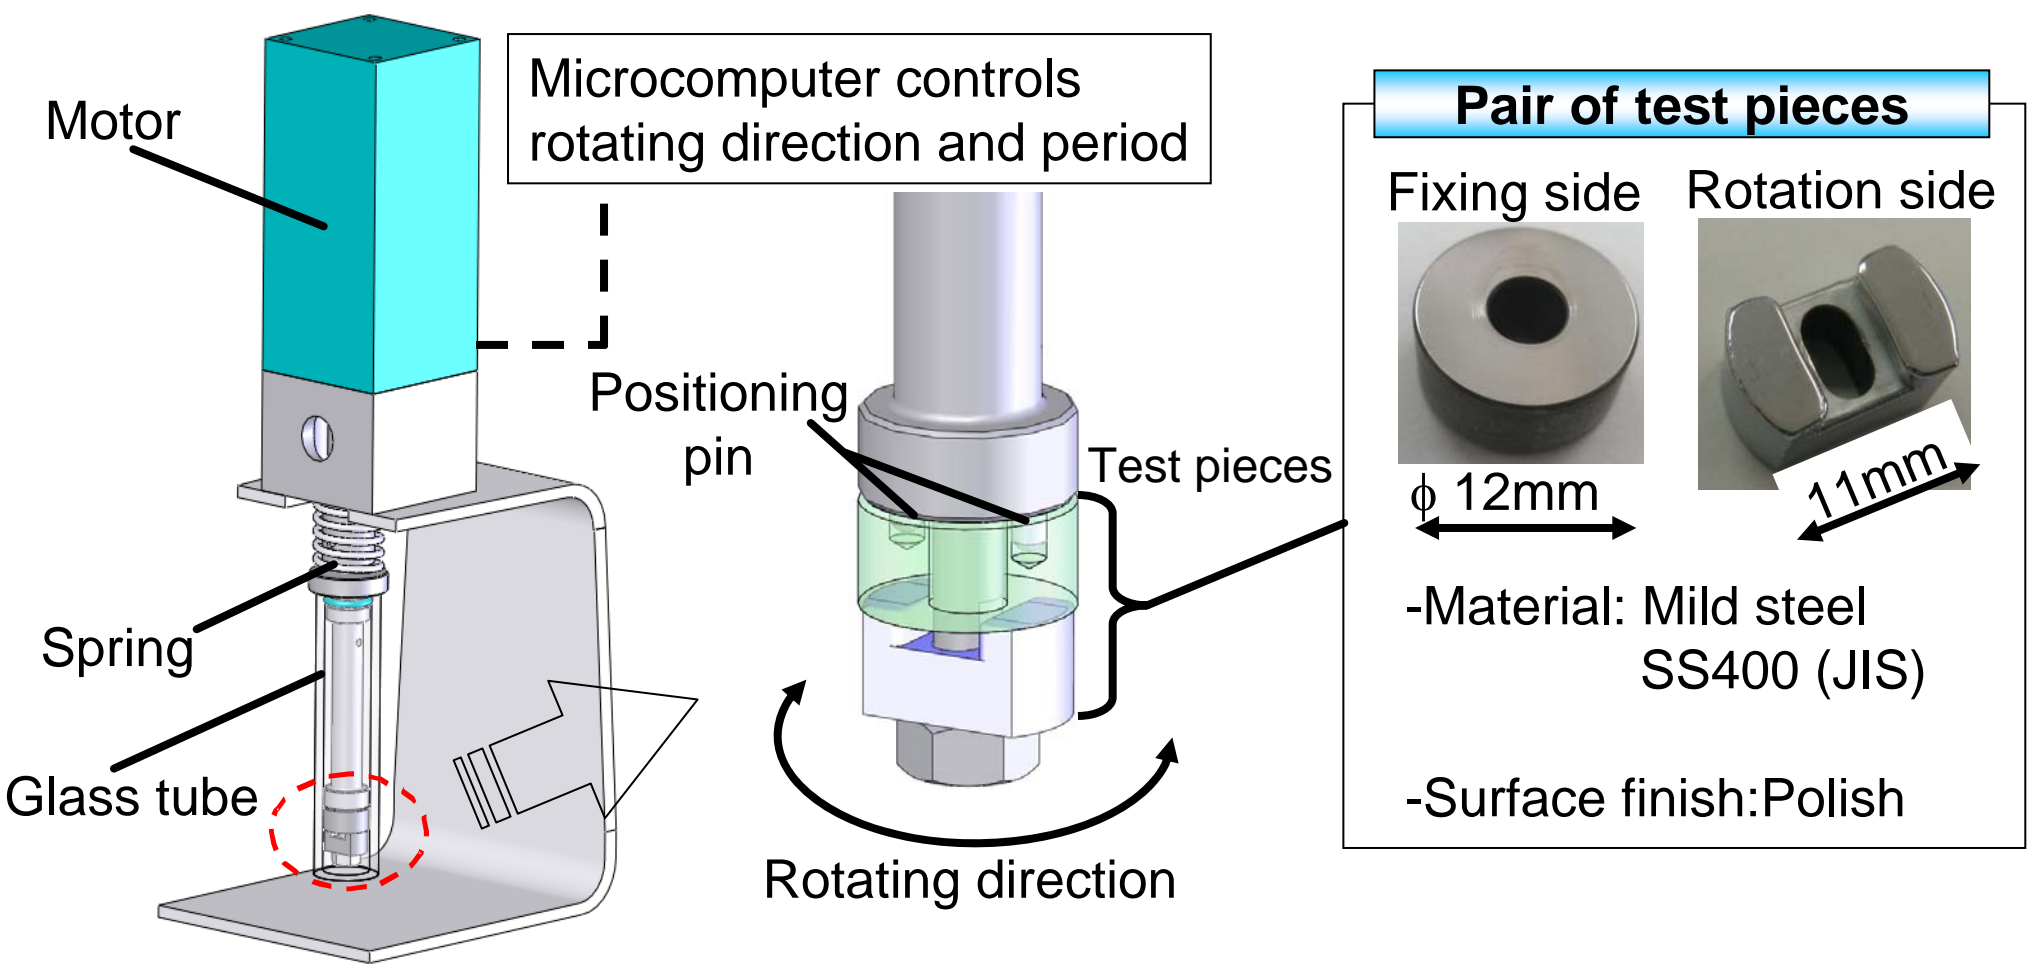 Motor
Microcomputer controls
rotating direction and period
Positioning
pin
Test pieces
Spring
Glass tube
Rotating direction
Pair of test pieces
Fixing side
Rotation side
ϕ 12mm
11mm
-Material: Mild steel
SS400 (JIS)
-Surface finish:Polish